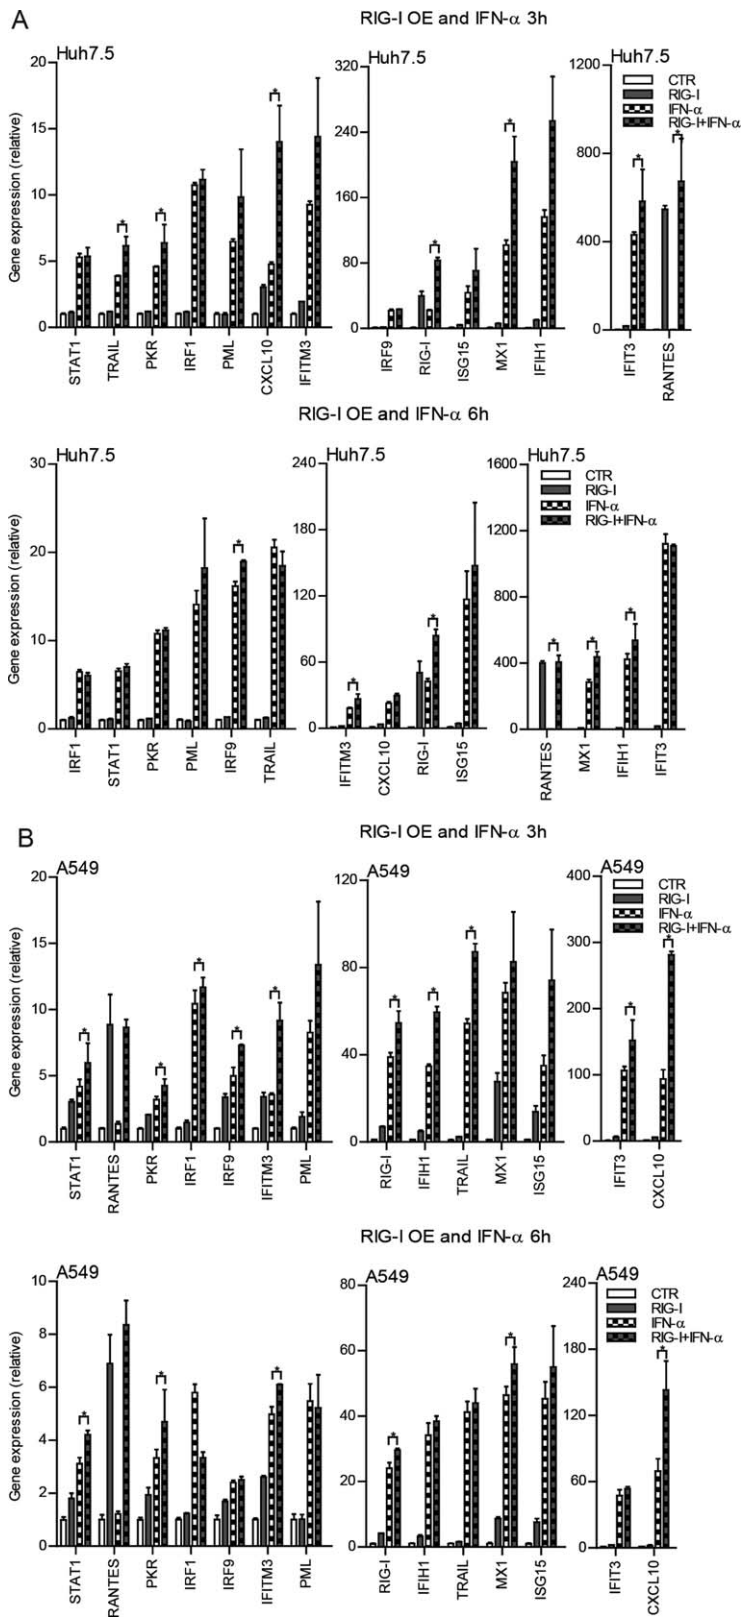 A
RIG-I OE and IFN-α 3h
Huh7.5
Huh7.5
Huh7.5
Gene expression (relative)
20
15
10
5
0
320
240
160
80
0
1200
800
400
0
CTR
RIG-I
IFN-α
RIG-I+IFN-α
*
*
*
*
*
*
*
STAT1
TRAIL
PKR
IRF1
PML
CXCL10
IFITM3
IRF9
RIG-I
ISG15
MX1
IFIH1
IFIT3
RANTES
RIG-I OE and IFN-α 6h
Huh7.5
Huh7.5
Huh7.5
Gene expression (relative)
30
20
10
0
240
180
120
60
0
1600
1200
800
400
0
CTR
RIG-I
IFN-α
RIG-I+IFN-α
*
*
*
*
*
*
IRF1
STAT1
PKR
PML
IRF9
TRAIL
IFITM3
CXCL10
RIG-I
ISG15
RANTES
MX1
IFIH1
IFIT3
B
RIG-I OE and IFN-α 3h
A549
A549
A549
Gene expression (relative)
20
15
10
5
0
120
80
40
0
400
300
200
100
0
CTR
RIG-I
IFN-α
RIG-I+IFN-α
*
*
*
*
*
*
*
*
*
*
STAT1
RANTES
PKR
IRF1
IRF9
IFITM3
PML
RIG-I
IFIH1
TRAIL
MX1
ISG15
IFIT3
CXCL10
RIG-I OE and IFN-α 6h
A549
A549
A549
Gene expression (relative)
10
8
6
4
2
0
80
60
40
20
0
240
180
120
60
0
CTR
RIG-I
IFN-α
RIG-I+IFN-α
*
*
*
*
*
*
STAT1
RANTES
PKR
IRF1
IRF9
IFITM3
PML
RIG-I
IFIH1
TRAIL
MX1
ISG15
IFIT3
CXCL10